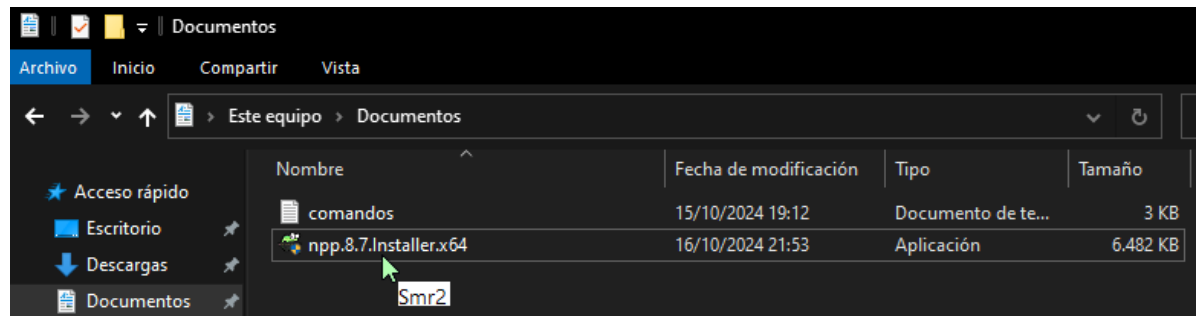 Documentos
Archivo Inicio Compartir Vista
Este equipo > Documentos
Nombre Fecha de modificación Tipo Tamaño
Acceso rápido
comandos 15/10/2024 19:12 Documento de te... 3 KB
Escritorio
npp.8.7.Installer.x64 16/10/2024 21:53 Aplicación 6.482 KB
Descargas
Smr2
Documentos